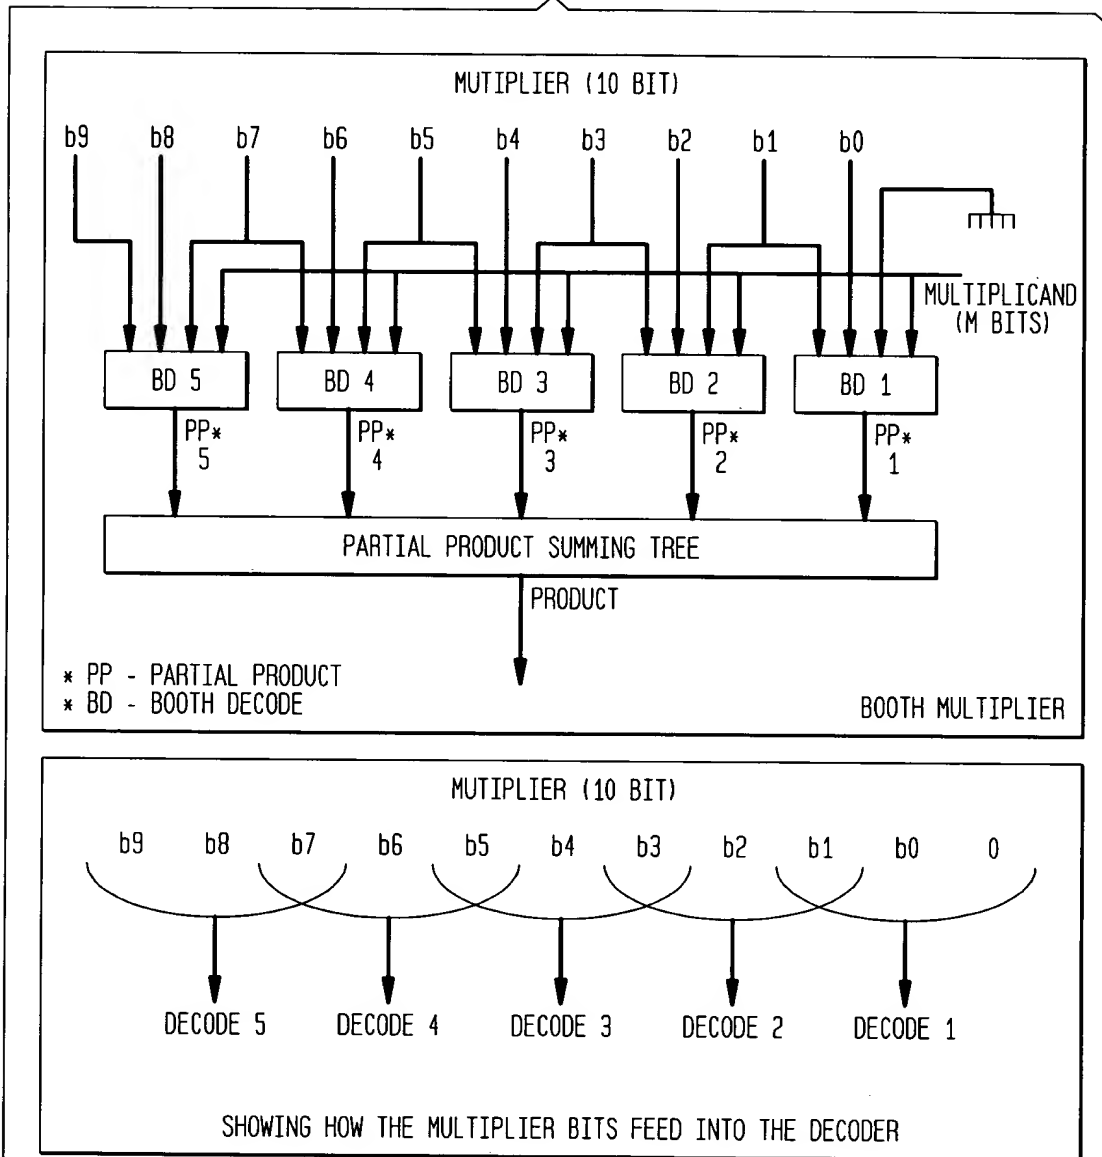 MUTIPLIER (10 BIT)
b9 b8 b7 b6 b5 b4 b3 b2 b1 b0
MULTIPLICAND
(M BITS)
BD 5 BD 4 BD 3 BD 2 BD 1
PP* PP* PP* PP* PP*
5 4 3 2 1
PARTIAL PRODUCT SUMMING TREE
PRODUCT
* PP - PARTIAL PRODUCT
* BD - BOOTH DECODE
BOOTH MULTIPLIER
MUTIPLIER (10 BIT)
b9 b8 b7 b6 b5 b4 b3 b2 b1 b0 0
DECODE 5 DECODE 4 DECODE 3 DECODE 2 DECODE 1
SHOWING HOW THE MULTIPLIER BITS FEED INTO THE DECODER